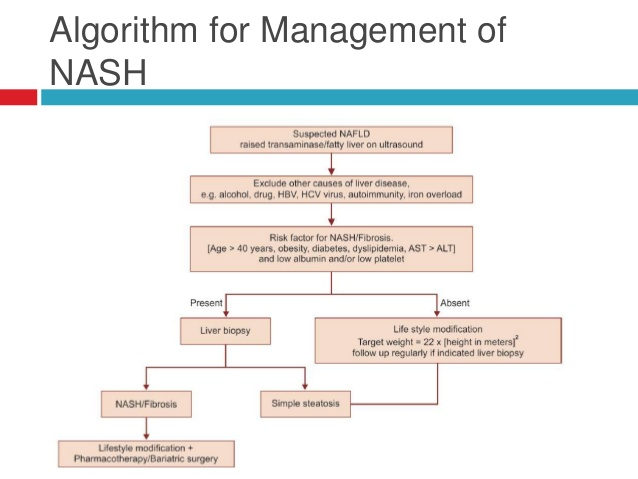 Algorithm for Management of
NASH
Suspected NAFLD
raised transaminase/fatty liver on ultrasound
Exclude other causes of liver disease,
e.g. alcohol, drug, HBV, HCV virus, autoimmunity, iron overload
Risk factor for NASH/Fibrosis.
[Age > 40 years, obesity, diabetes, dyslipidemia, AST > ALT]
and low albumin and/or low platelet
Present
Absent
Liver biopsy
Life style modification
Target weight = 22 x [height in meters]²
follow up regularly if indicated liver biopsy
NASH/Fibrosis
Simple steatosis
Lifestyle modification +
Pharmacotherapy/Bariatric surgery